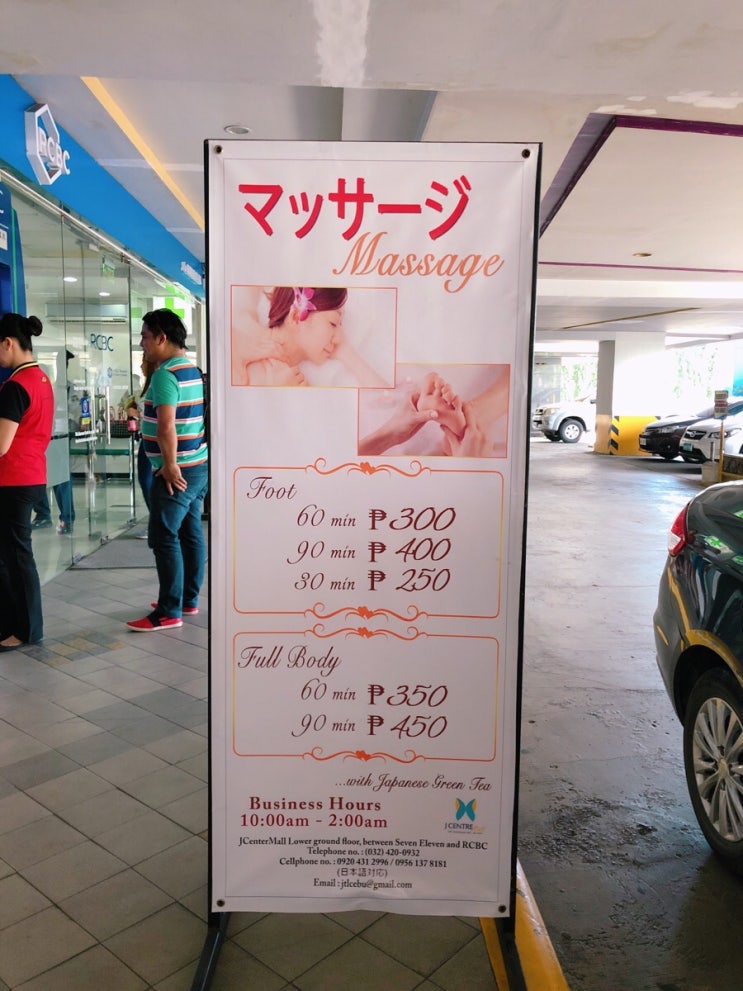 RCBC
RCBC
マッサージ
Massage
Foot
60 min ₱300
90 min ₱400
30 min ₱250
Full Body
60 min ₱350
90 min ₱450
...with Japanese Green Tea
Business Hours
10:00am - 2:00am
J CENTRE
JCenterMall Lower ground floor, between Seven Eleven and RCBC
Telephone no. : (032) 420-0932
Cellphone no. : 0920 431 2996 / 0956 137 8181
(日本語対応)
Email : jtlcebu@gmail.com